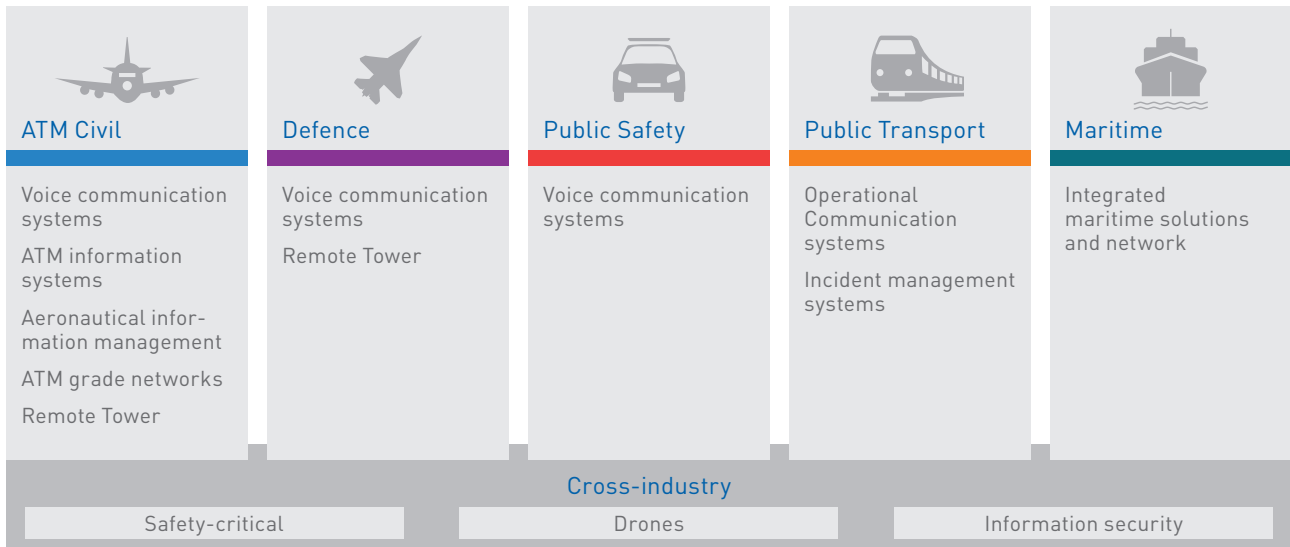 ATM Civil
Voice communication
systems
ATM information
systems
Aeronautical infor-
mation management
ATM grade networks
Remote Tower
Defence
Voice communication
systems
Remote Tower
Public Safety
Voice communication
systems
Public Transport
Operational
Communication
systems
Incident management
systems
Maritime
Integrated
maritime solutions
and network
Cross-industry
Safety-critical
Drones
Information security